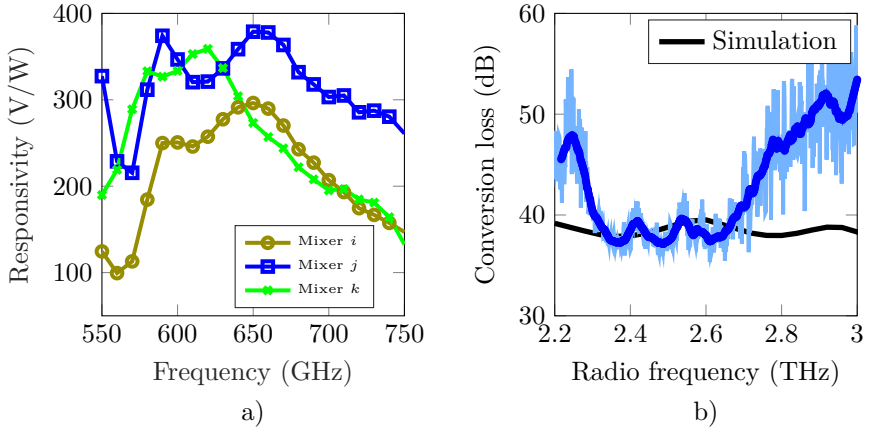 400
300
200
100
550
600
650
700
750
Responsivity (V/W)
Frequency (GHz)
Mixer i
Mixer j
Mixer k
a)
60
50
40
30
2.2
2.4
2.6
2.8
3
Conversion loss (dB)
Radio frequency (THz)
Simulation
b)